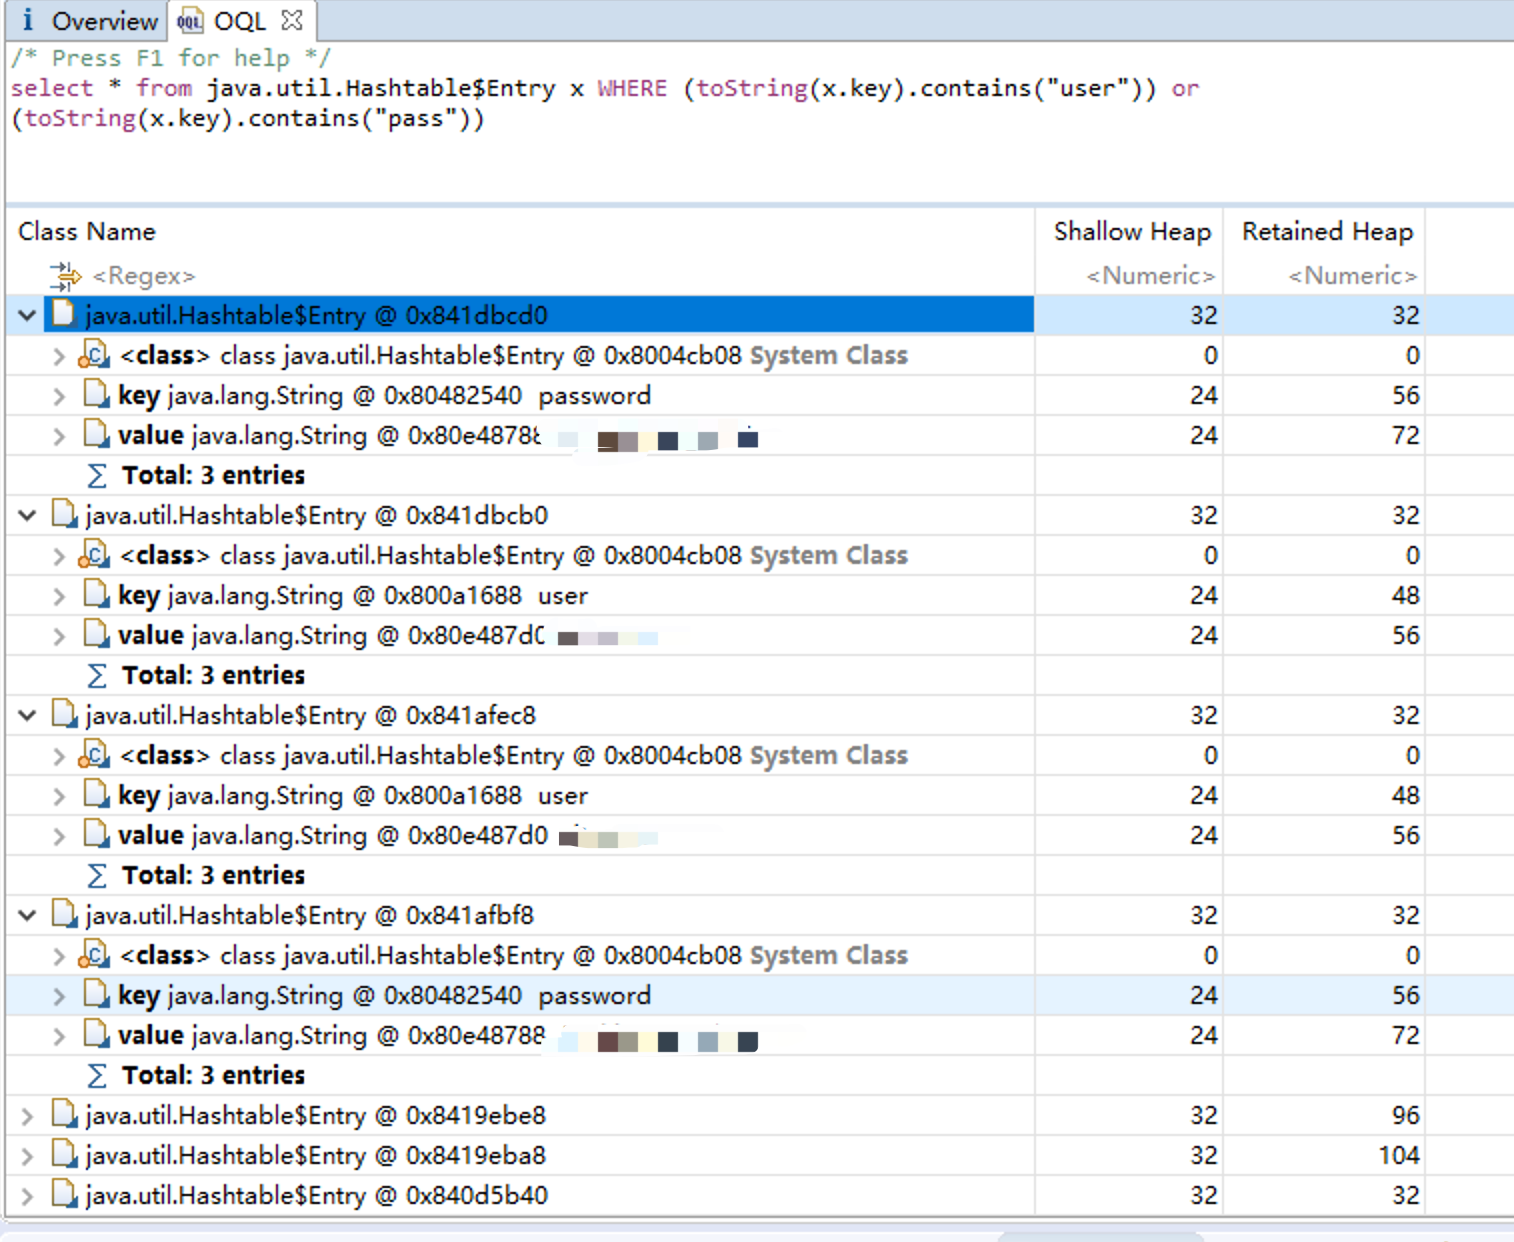 i Overview OQL OQL
/* Press F1 for help */
select * from java.util.Hashtable$Entry x WHERE (toString(x.key).contains("user")) or
(toString(x.key).contains("pass"))
Class Name Shallow Heap Retained Heap
<Regex> <Numeric> <Numeric>
java.util.Hashtable$Entry @ 0x841dbcd0 32 32
<class> class java.util.Hashtable$Entry @ 0x8004cb08 System Class 0 0
key java.lang.String @ 0x80482540 password 24 56
value java.lang.String @ 0x80e48788 24 72
Σ Total: 3 entries
java.util.Hashtable$Entry @ 0x841dbcb0 32 32
<class> class java.util.Hashtable$Entry @ 0x8004cb08 System Class 0 0
key java.lang.String @ 0x800a1688 user 24 48
value java.lang.String @ 0x80e487d0 24 56
Σ Total: 3 entries
java.util.Hashtable$Entry @ 0x841afec8 32 32
<class> class java.util.Hashtable$Entry @ 0x8004cb08 System Class 0 0
key java.lang.String @ 0x800a1688 user 24 48
value java.lang.String @ 0x80e487d0 24 56
Σ Total: 3 entries
java.util.Hashtable$Entry @ 0x841afbf8 32 32
<class> class java.util.Hashtable$Entry @ 0x8004cb08 System Class 0 0
key java.lang.String @ 0x80482540 password 24 56
value java.lang.String @ 0x80e48788 24 72
Σ Total: 3 entries
java.util.Hashtable$Entry @ 0x8419ebe8 32 96
java.util.Hashtable$Entry @ 0x8419eba8 32 104
java.util.Hashtable$Entry @ 0x840d5b40 32 32